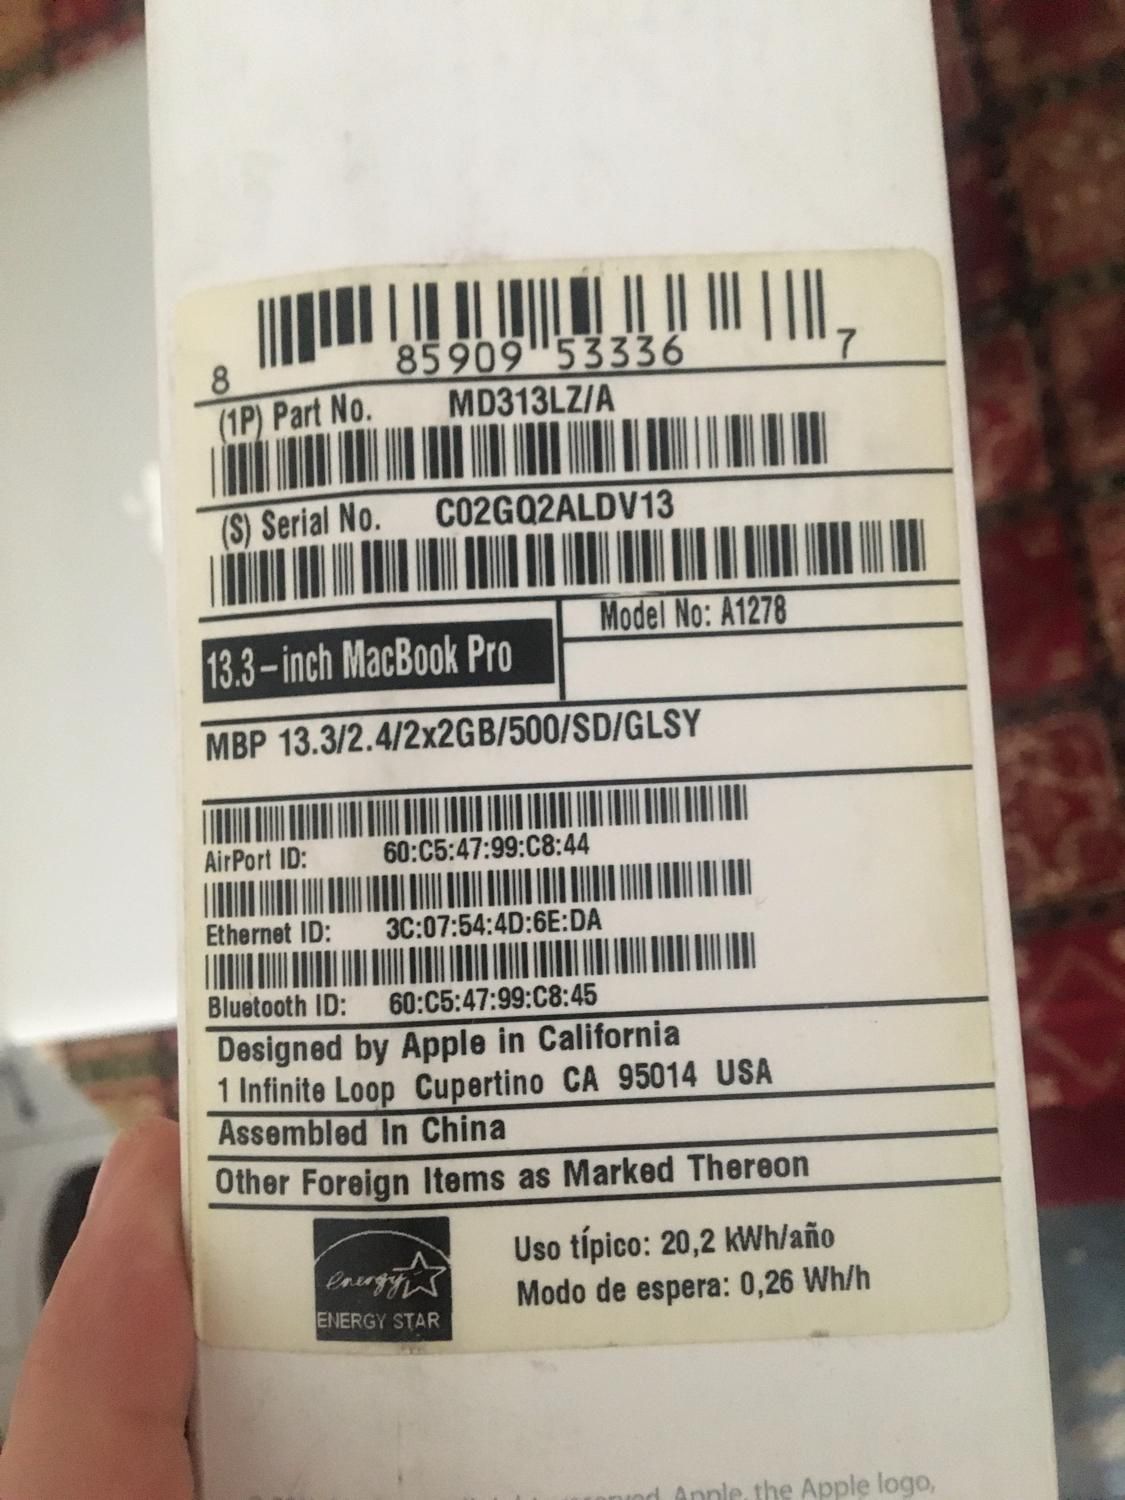 8 85909 53336 7
(1P) Part No. MD313LZ/A
(S) Serial No. C02GQ2ALDV13
Model No: A1278
13.3-inch MacBook Pro
MBP 13.3/2.4/2x2GB/500/SD/GLSY
AirPort ID: 60:C5:47:99:C8:44
Ethernet ID: 3C:07:54:4D:6E:DA
Bluetooth ID: 60:C5:47:99:C8:45
Designed by Apple in California
1 Infinite Loop Cupertino CA 95014 USA
Assembled In China
Other Foreign Items as Marked Thereon
energy
ENERGY STAR
Uso típico: 20,2 kWh/año
Modo de espera: 0,26 Wh/h
reserved. Apple, the Apple logo,